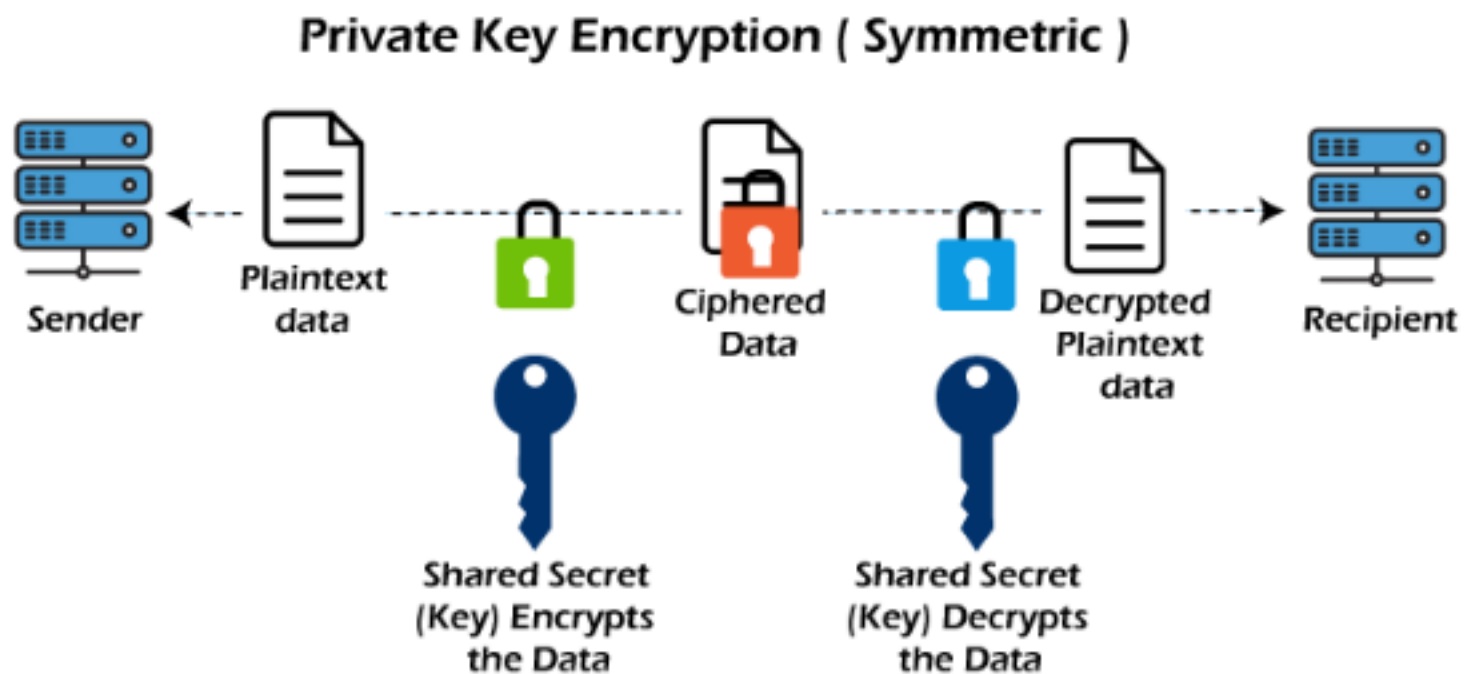 Private Key Encryption ( Symmetric )
Sender
Plaintext
data
Ciphered
Data
Decrypted
Plaintext
data
Recipient
Shared Secret
(Key) Encrypts
the Data
Shared Secret
(Key) Decrypts
the Data